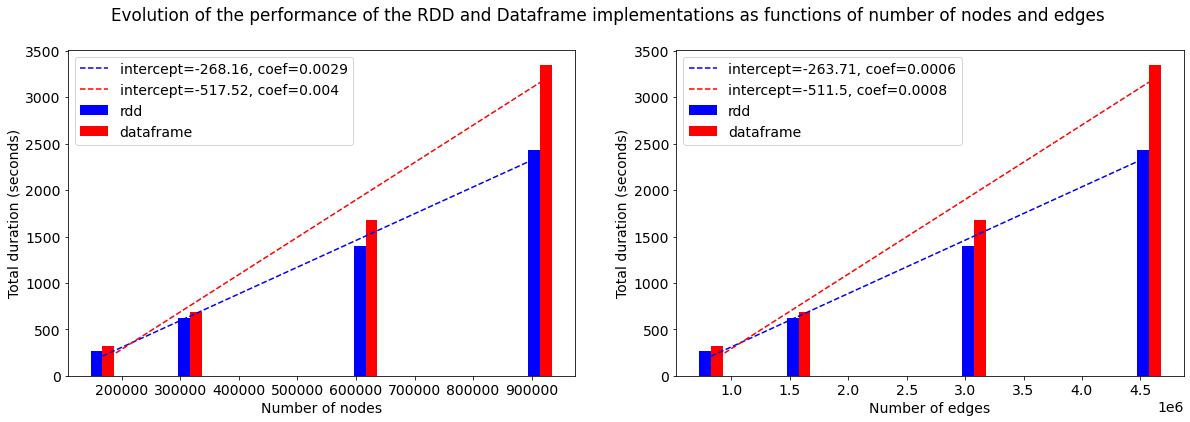 Evolution of the performance of the RDD and Dataframe implementations as functions of number of nodes and edges
3500
3000
2500
2000
1500
1000
500
0
Total duration (seconds)
intercept=-268.16, coef=0.0029
intercept=-517.52, coef=0.004
rdd
dataframe
200000 300000 400000 500000 600000 700000 800000 900000
Number of nodes
3500
3000
2500
2000
1500
1000
500
0
Total duration (seconds)
intercept=-263.71, coef=0.0006
intercept=-511.5, coef=0.0008
rdd
dataframe
1.0 1.5 2.0 2.5 3.0 3.5 4.0 4.5
1e6
Number of edges